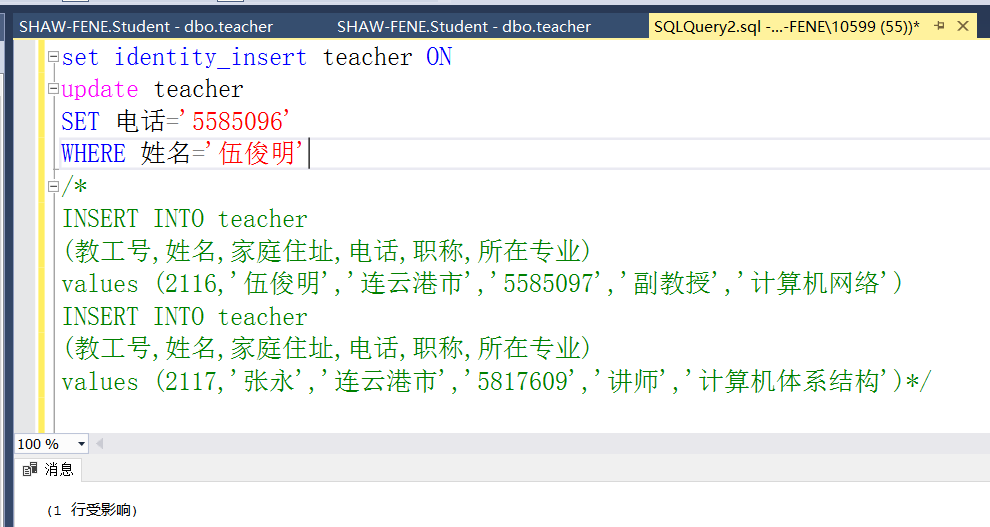 SHAW-FENE.Student - dbo.teacher SHAW-FENE.Student - dbo.teacher SQLQuery2.sql -...-FENE\10599 (55))*
set identity_insert teacher ON
update teacher
SET 电话='5585096'
WHERE 姓名='伍俊明'
/*
INSERT INTO teacher
(教工号,姓名,家庭住址,电话,职称,所在专业)
values (2116,'伍俊明','连云港市','5585097','副教授','计算机网络')
INSERT INTO teacher
(教工号,姓名,家庭住址,电话,职称,所在专业)
values (2117,'张永','连云港市','5817609','讲师','计算机体系结构')*/
100 %
消息
(1 行受影响)